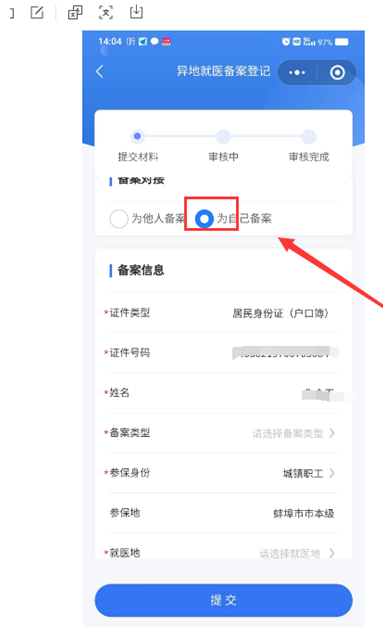 14:04
97%
异地就医备案登记
提交材料
审核中
审核完成
备案对接
为他人备案
为自己备案
备案信息
*证件类型
居民身份证（户口簿）
*证件号码
*姓名
*备案类型
请选择备案类型
*参保身份
城镇职工
参保地
蚌埠市市本级
*就医地
请选择就医地
提交